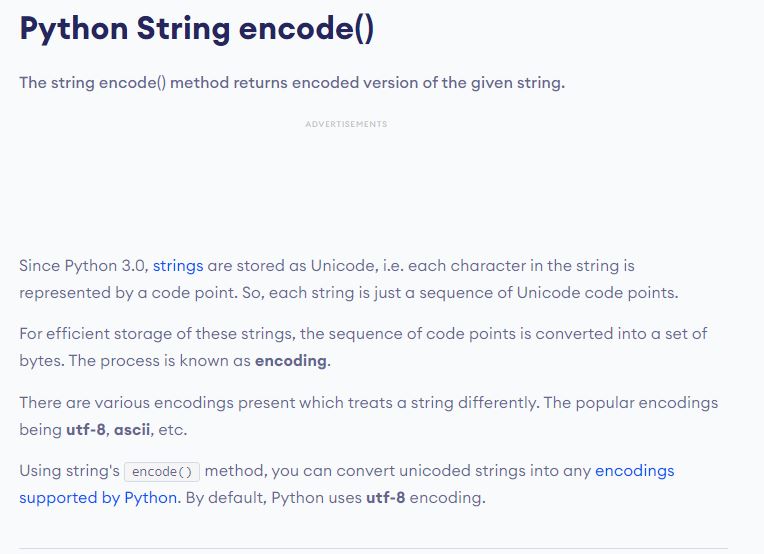 Python String encode()
The string encode() method returns encoded version of the given string.
ADVERTISEMENTS
Since Python 3.0, strings are stored as Unicode, i.e. each character in the string is
represented by a code point. So, each string is just a sequence of Unicode code points.
For efficient storage of these strings, the sequence of code points is converted into a set of
bytes. The process is known as encoding.
There are various encodings present which treats a string differently. The popular encodings
being utf-8, ascii, etc.
Using string's encode() method, you can convert unicoded strings into any encodings
supported by Python. By default, Python uses utf-8 encoding.